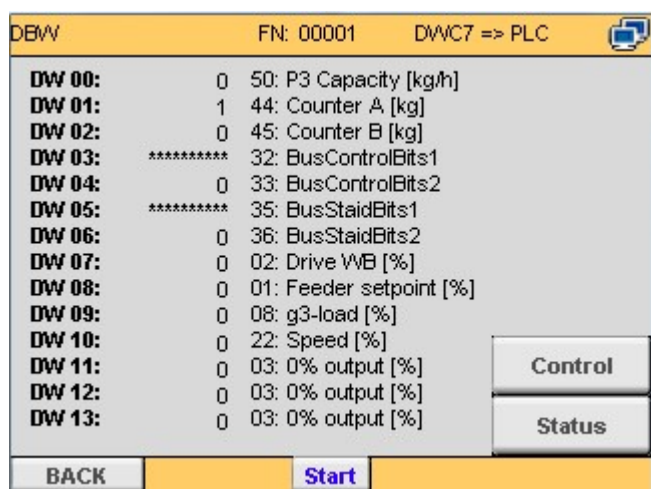 DBW FN: 00001 DWC7 => PLC
DW 00: 0 50: P3 Capacity [kg/h]
DW 01: 1 44: Counter A [kg]
DW 02: 0 45: Counter B [kg]
DW 03: ********** 32: BusControlBits1
DW 04: 0 33: BusControlBits2
DW 05: ********** 35: BusStaidBits1
DW 06: 0 36: BusStaidBits2
DW 07: 0 02: Drive WB [%]
DW 08: 0 01: Feeder setpoint [%]
DW 09: 0 08: g3-load [%]
DW 10: 0 22: Speed [%]
DW 11: 0 03: 0% output [%]
DW 12: 0 03: 0% output [%]
DW 13: 0 03: 0% output [%]
Control
Status
BACK Start